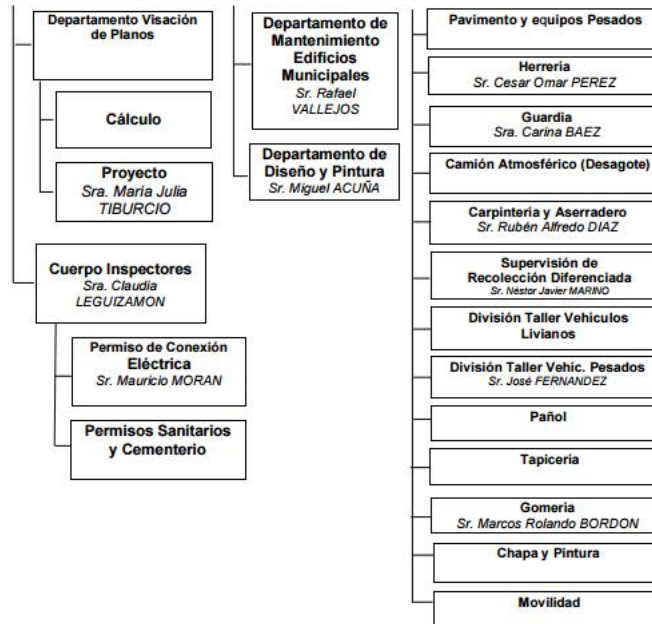 Departamento Visación
de Planos
Cálculo
Proyecto
Sra. María Julia
TIBURCIO
Cuerpo Inspectores
Sra. Claudia
LEGUIZAMON
Permiso de Conexión
Eléctrica
Sr. Mauricio MORAN
Permisos Sanitarios
y Cementerio
Departamento de
Mantenimiento
Edificios
Municipales
Sr. Rafael
VALLEJOS
Departamento de
Diseño y Pintura
Sr. Miguel ACUÑA
Pavimento y equipos Pesados
Herrería
Sr. Cesar Omar PEREZ
Guardia
Sra. Carina BAEZ
Camión Atmosférico (Desagote)
Carpintería y Aserradero
Sr. Rubén Alfredo DIAZ
Supervisión de
Recolección Diferenciada
Sr. Néstor Javier MARINO
División Taller Vehículos
Livianos
División Taller Vehic. Pesados
Sr. José FERNANDEZ
Pañol
Tapicería
Gomería
Sr. Marcos Rolando BORDON
Chapa y Pintura
Movilidad